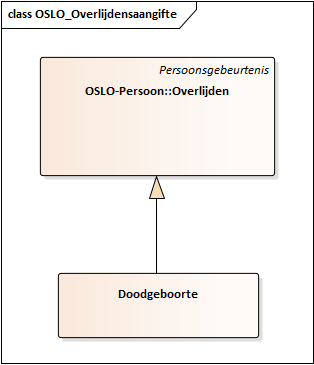 class OSLO_Overlijdensaangifte
Persoonsgebeurtenis
OSLO-Persoon::Overlijden
Doodgeboorte